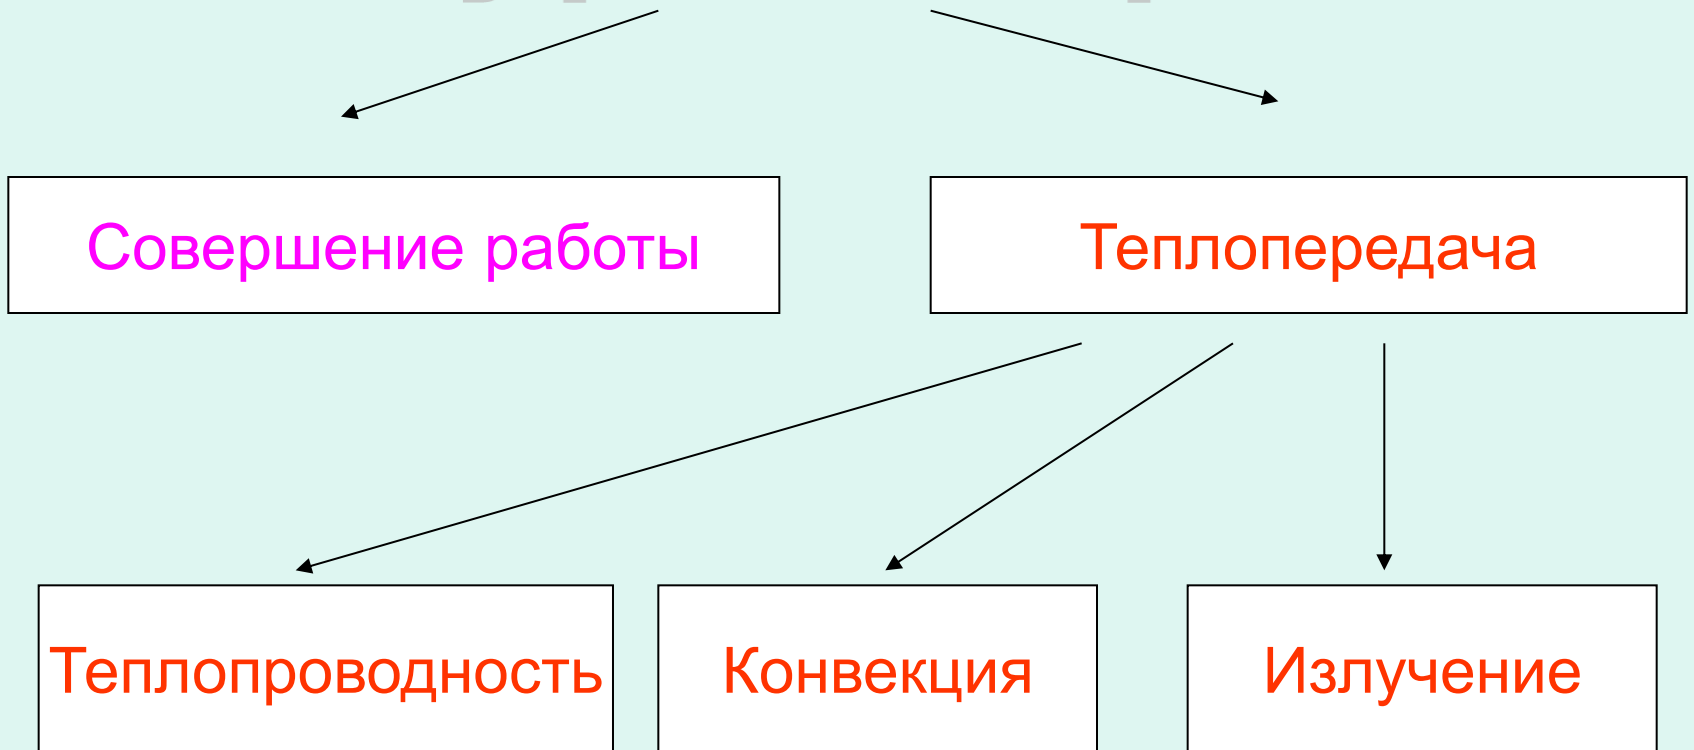 Совершение работы
Теплопередача
Теплопроводность
Конвекция
Излучение